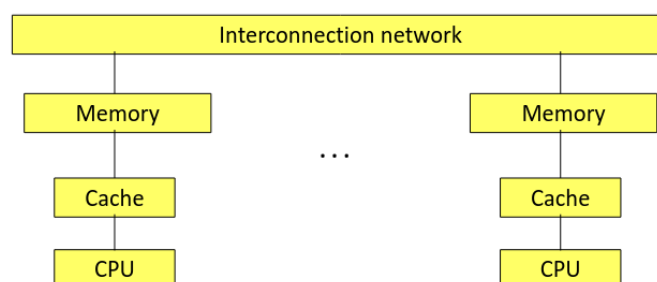 Interconnection network
Memory Memory
...
Cache Cache
CPU CPU